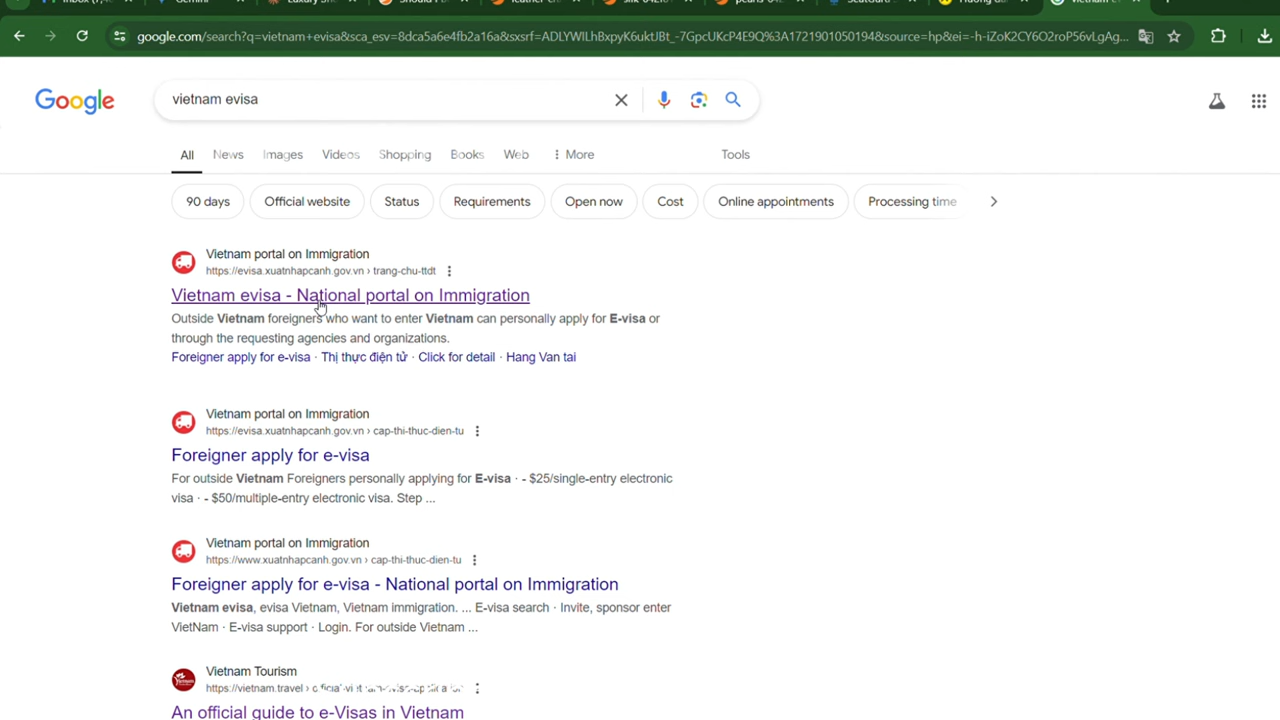 vietnam evisa
google.com/search?q=vietnam+evisa&sca_esv=8dca5a6e4fb2a16a&sxsrf=ADLYWILhBxpyK6uktJBt_-7GpcUKcP4E9Q%3A1721901050194&source=hp&ei=-h-iZoK2CY6O2roP56vLgAg...
Google
All News Images Videos Shopping Books Web More Tools
90 days Official website Status Requirements Open now Cost Online appointments Processing time
Vietnam portal on Immigration
https://evisa.xuatnhapcanh.gov.vn › trang-chu-ttdt
Vietnam evisa - National portal on Immigration
Outside Vietnam foreigners who want to enter Vietnam can personally apply for E-visa or
through the requesting agencies and organizations.
Foreigner apply for e-visa · Thị thực điện tử · Click for detail · Hang Van tai
Vietnam portal on Immigration
https://evisa.xuatnhapcanh.gov.vn › cap-thi-thuc-dien-tu
Foreigner apply for e-visa
For outside Vietnam Foreigners personally applying for E-visa · - $25/single-entry electronic
visa · - $50/multiple-entry electronic visa. Step ...
Vietnam portal on Immigration
https://www.xuatnhapcanh.gov.vn › cap-thi-thuc-dien-tu
Foreigner apply for e-visa - National portal on Immigration
Vietnam evisa, evisa Vietnam, Vietnam immigration. ... E-visa search · Invite, sponsor enter
VietNam · E-visa support · Login. For outside Vietnam ...
Vietnam Tourism
https://vietnam.travel
An official guide to e-Visas in Vietnam